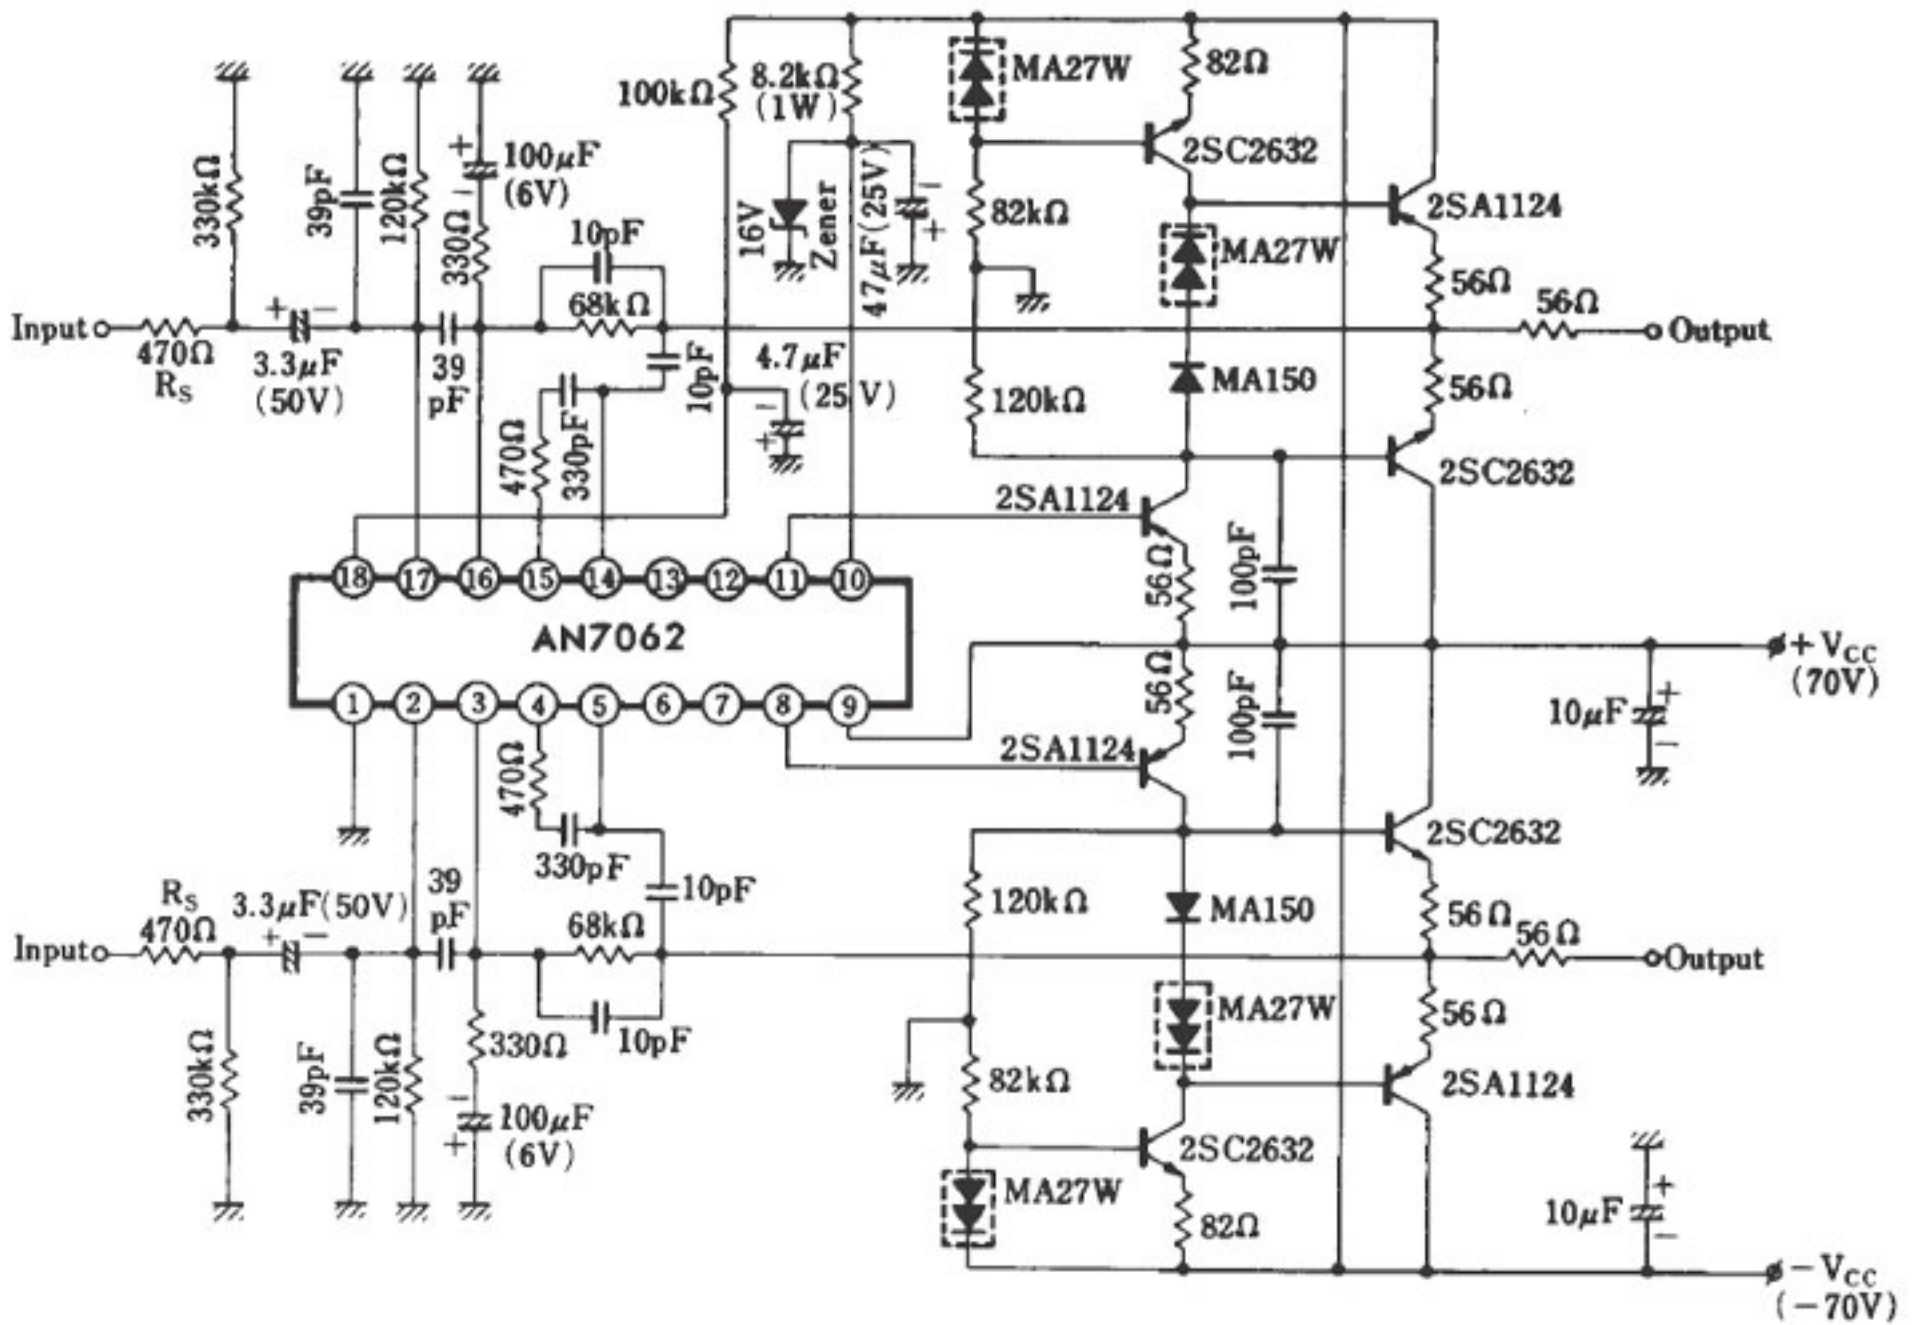 MA27W
82Ω
100kΩ
8.2kΩ
(1W)
2SC2632
100μF
(6V)
330kΩ
39pF
120kΩ
330Ω
10pF
68kΩ
16V
Zener
47μF(25V)
82kΩ
MA27W
2SA1124
56Ω
56Ω
Input
470Ω
RS
3.3μF
(50V)
39
pF
10pF
4.7μF
(25V)
Output
470Ω
330pF
120kΩ
MA150
56Ω
2SC2632
2SA1124
56Ω
100pF
18 17 16 15 14 13 12 11 10
AN7062
1 2 3 4 5 6 7 8 9
+VCC
(70V)
56Ω
100pF
10μF
2SA1124
470Ω
330pF
2SC2632
RS
470Ω
3.3μF(50V)
39
pF
10pF
120kΩ
MA150
56Ω
56Ω
Input
68kΩ
Output
330kΩ
39pF
120kΩ
330Ω
10pF
MA27W
56Ω
100μF
(6V)
82kΩ
2SA1124
2SC2632
MA27W
82Ω
10μF
-VCC
(-70V)